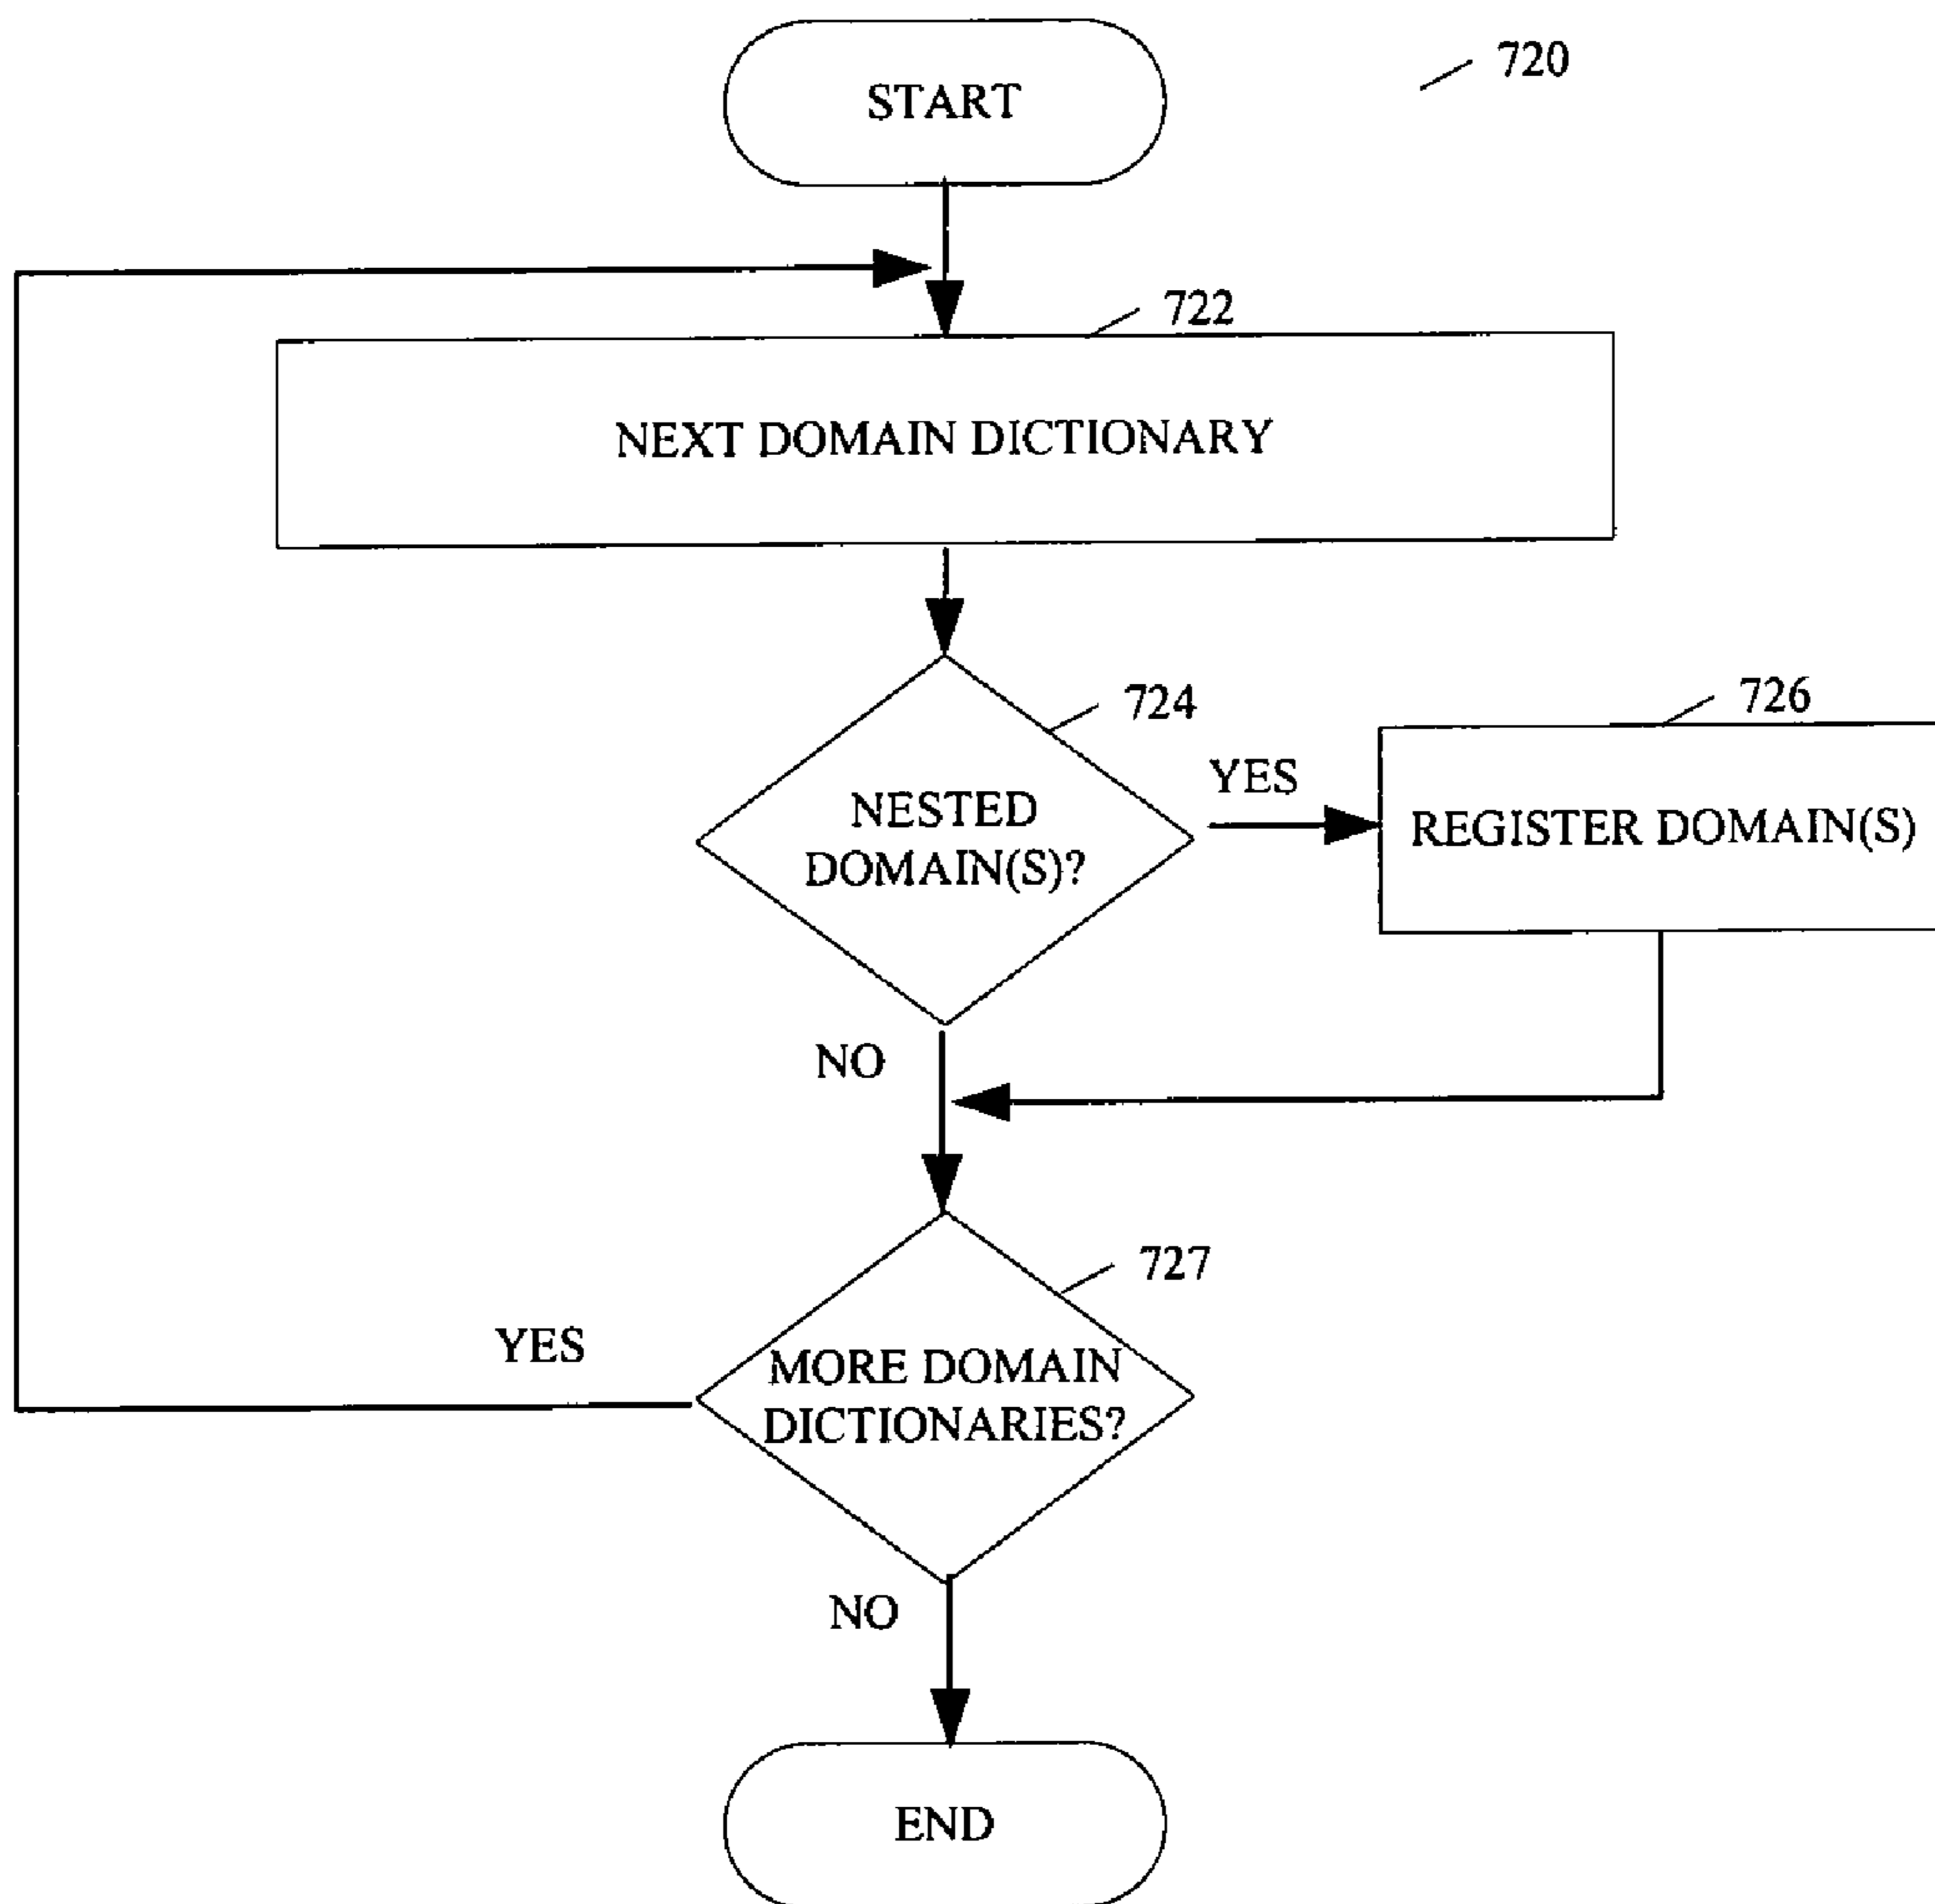 START
720
722
NEXT DOMAIN DICTIONARY
724
726
NESTED
DOMAIN(S)?
YES
REGISTER DOMAIN(S)
NO
727
YES
MORE DOMAIN
DICTIONARIES?
NO
END